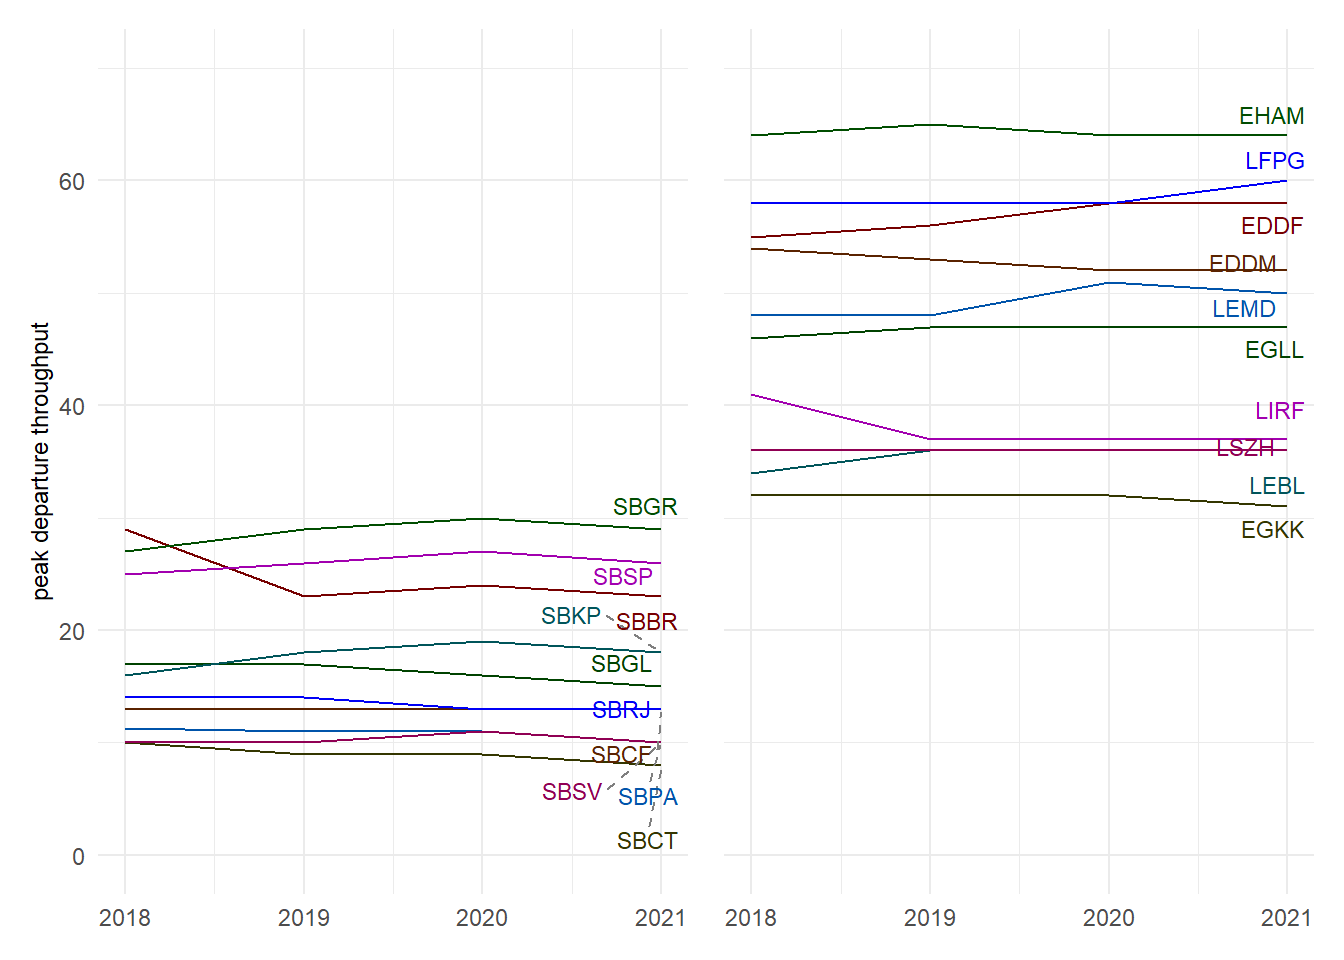 peak departure throughput
60
40
20
0
SBGR
SBSP
SBKP
SBBR
SBGL
SBRJ
SBCF
SBSV
SBPA
SBCT
2018
2019
2020
2021
EHAM
LFPG
EDDF
EDDM
LEMD
EGLL
LIRF
LSZH
LEBL
EGKK
2018
2019
2020
2021